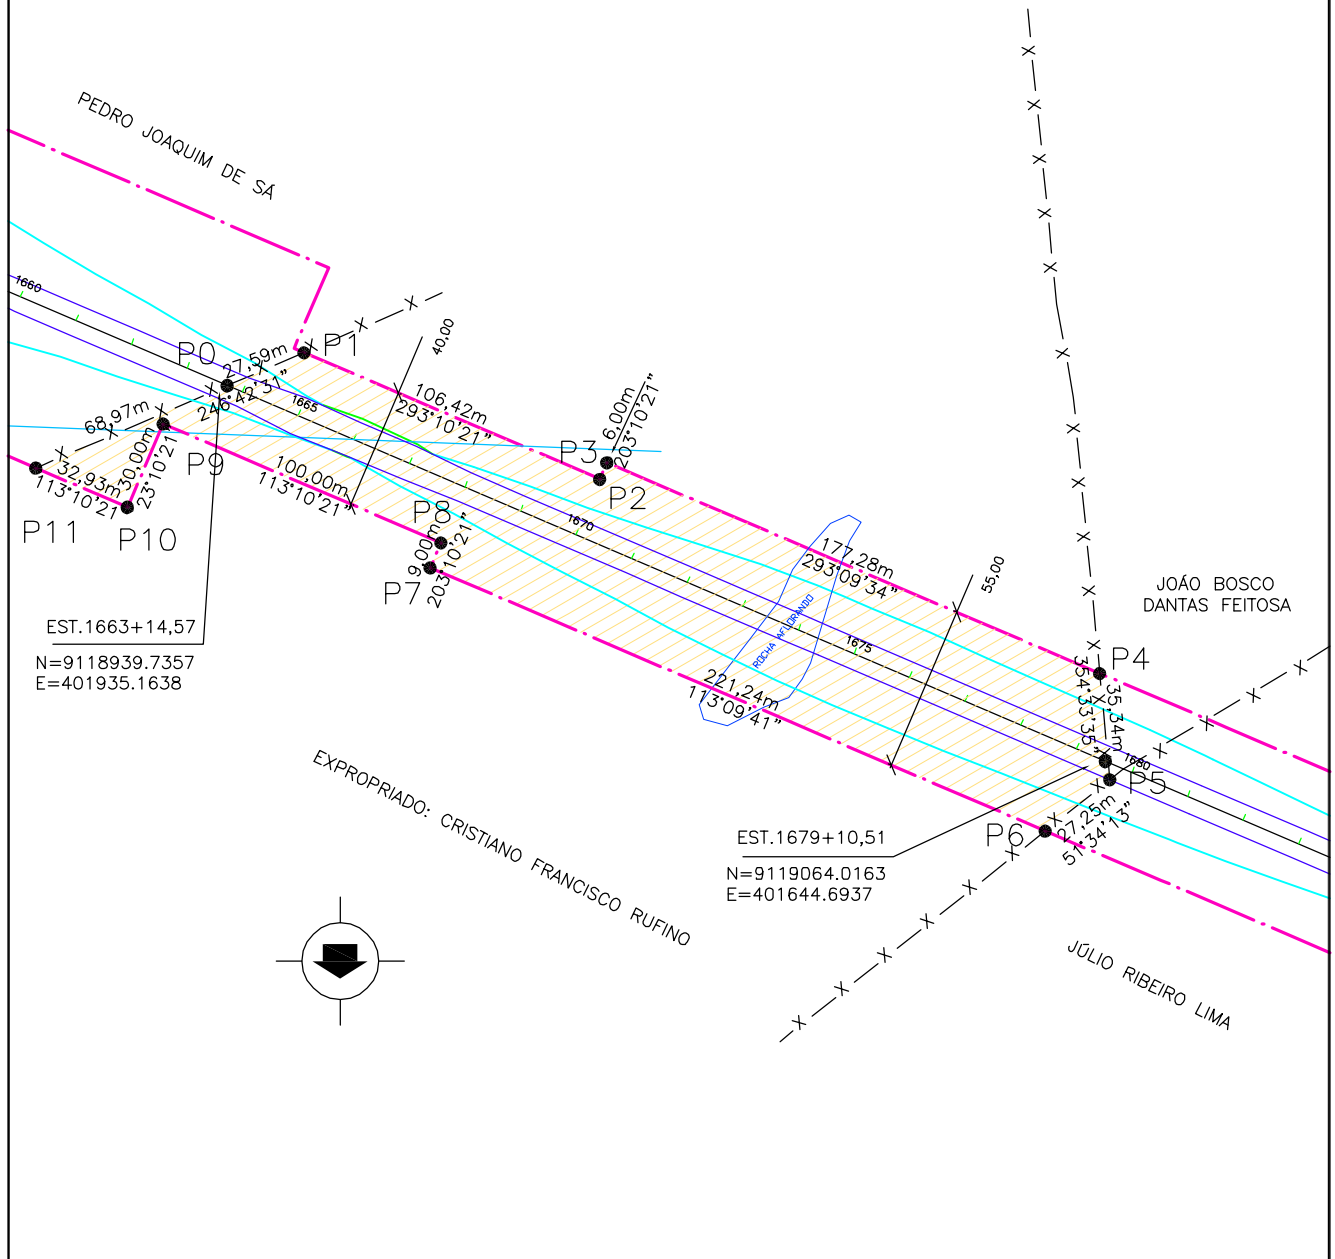 PEDRO JOAQUIM DE SÁ
1660
P0
27,59m
246°42'31"
P1
40,00
106,42m
293°10'21"
1665
68,97m
P3
6,00m
203°10'21"
P2
30,00m
23°10'21"
P9
32,93m
113°10'21"
P11
P10
100,00m
113°10'21"
P8
9,00m
203°10'21"
P7
1670
177,28m
293°09'34"
55,00
ROCHA AFLORANDO
1675
JOÁO BOSCO
DANTAS FEITOSA
P4
35,34m
354°33'35"
EST.1663+14,57
N=9118939.7357
E=401935.1638
221,24m
113°09'41"
1680
P5
P6
27,25m
51°34'13"
EST.1679+10,51
N=9119064.0163
E=401644.6937
EXPROPRIADO: CRISTIANO FRANCISCO RUFINO
JÚLIO RIBEIRO LIMA